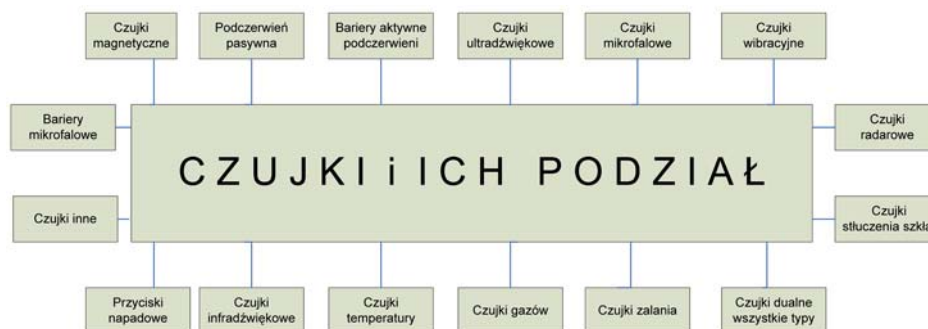 Czujki
magnetyczne
Podczerwień
pasywna
Bariery aktywne
podczerwieni
Czujki
ultradźwiękowe
Czujki
mikrofalowe
Czujki
wibracyjne
Bariery
mikrofalowe
CZUJKI i ICH PODZIAŁ
Czujki
radarowe
Czujki inne
Czujki
stłuczenia szkła
Przyciski
napadowe
Czujki
infradźwiękowe
Czujki
temperatury
Czujki gazów
Czujki zalania
Czujki dualne
wszystkie typy